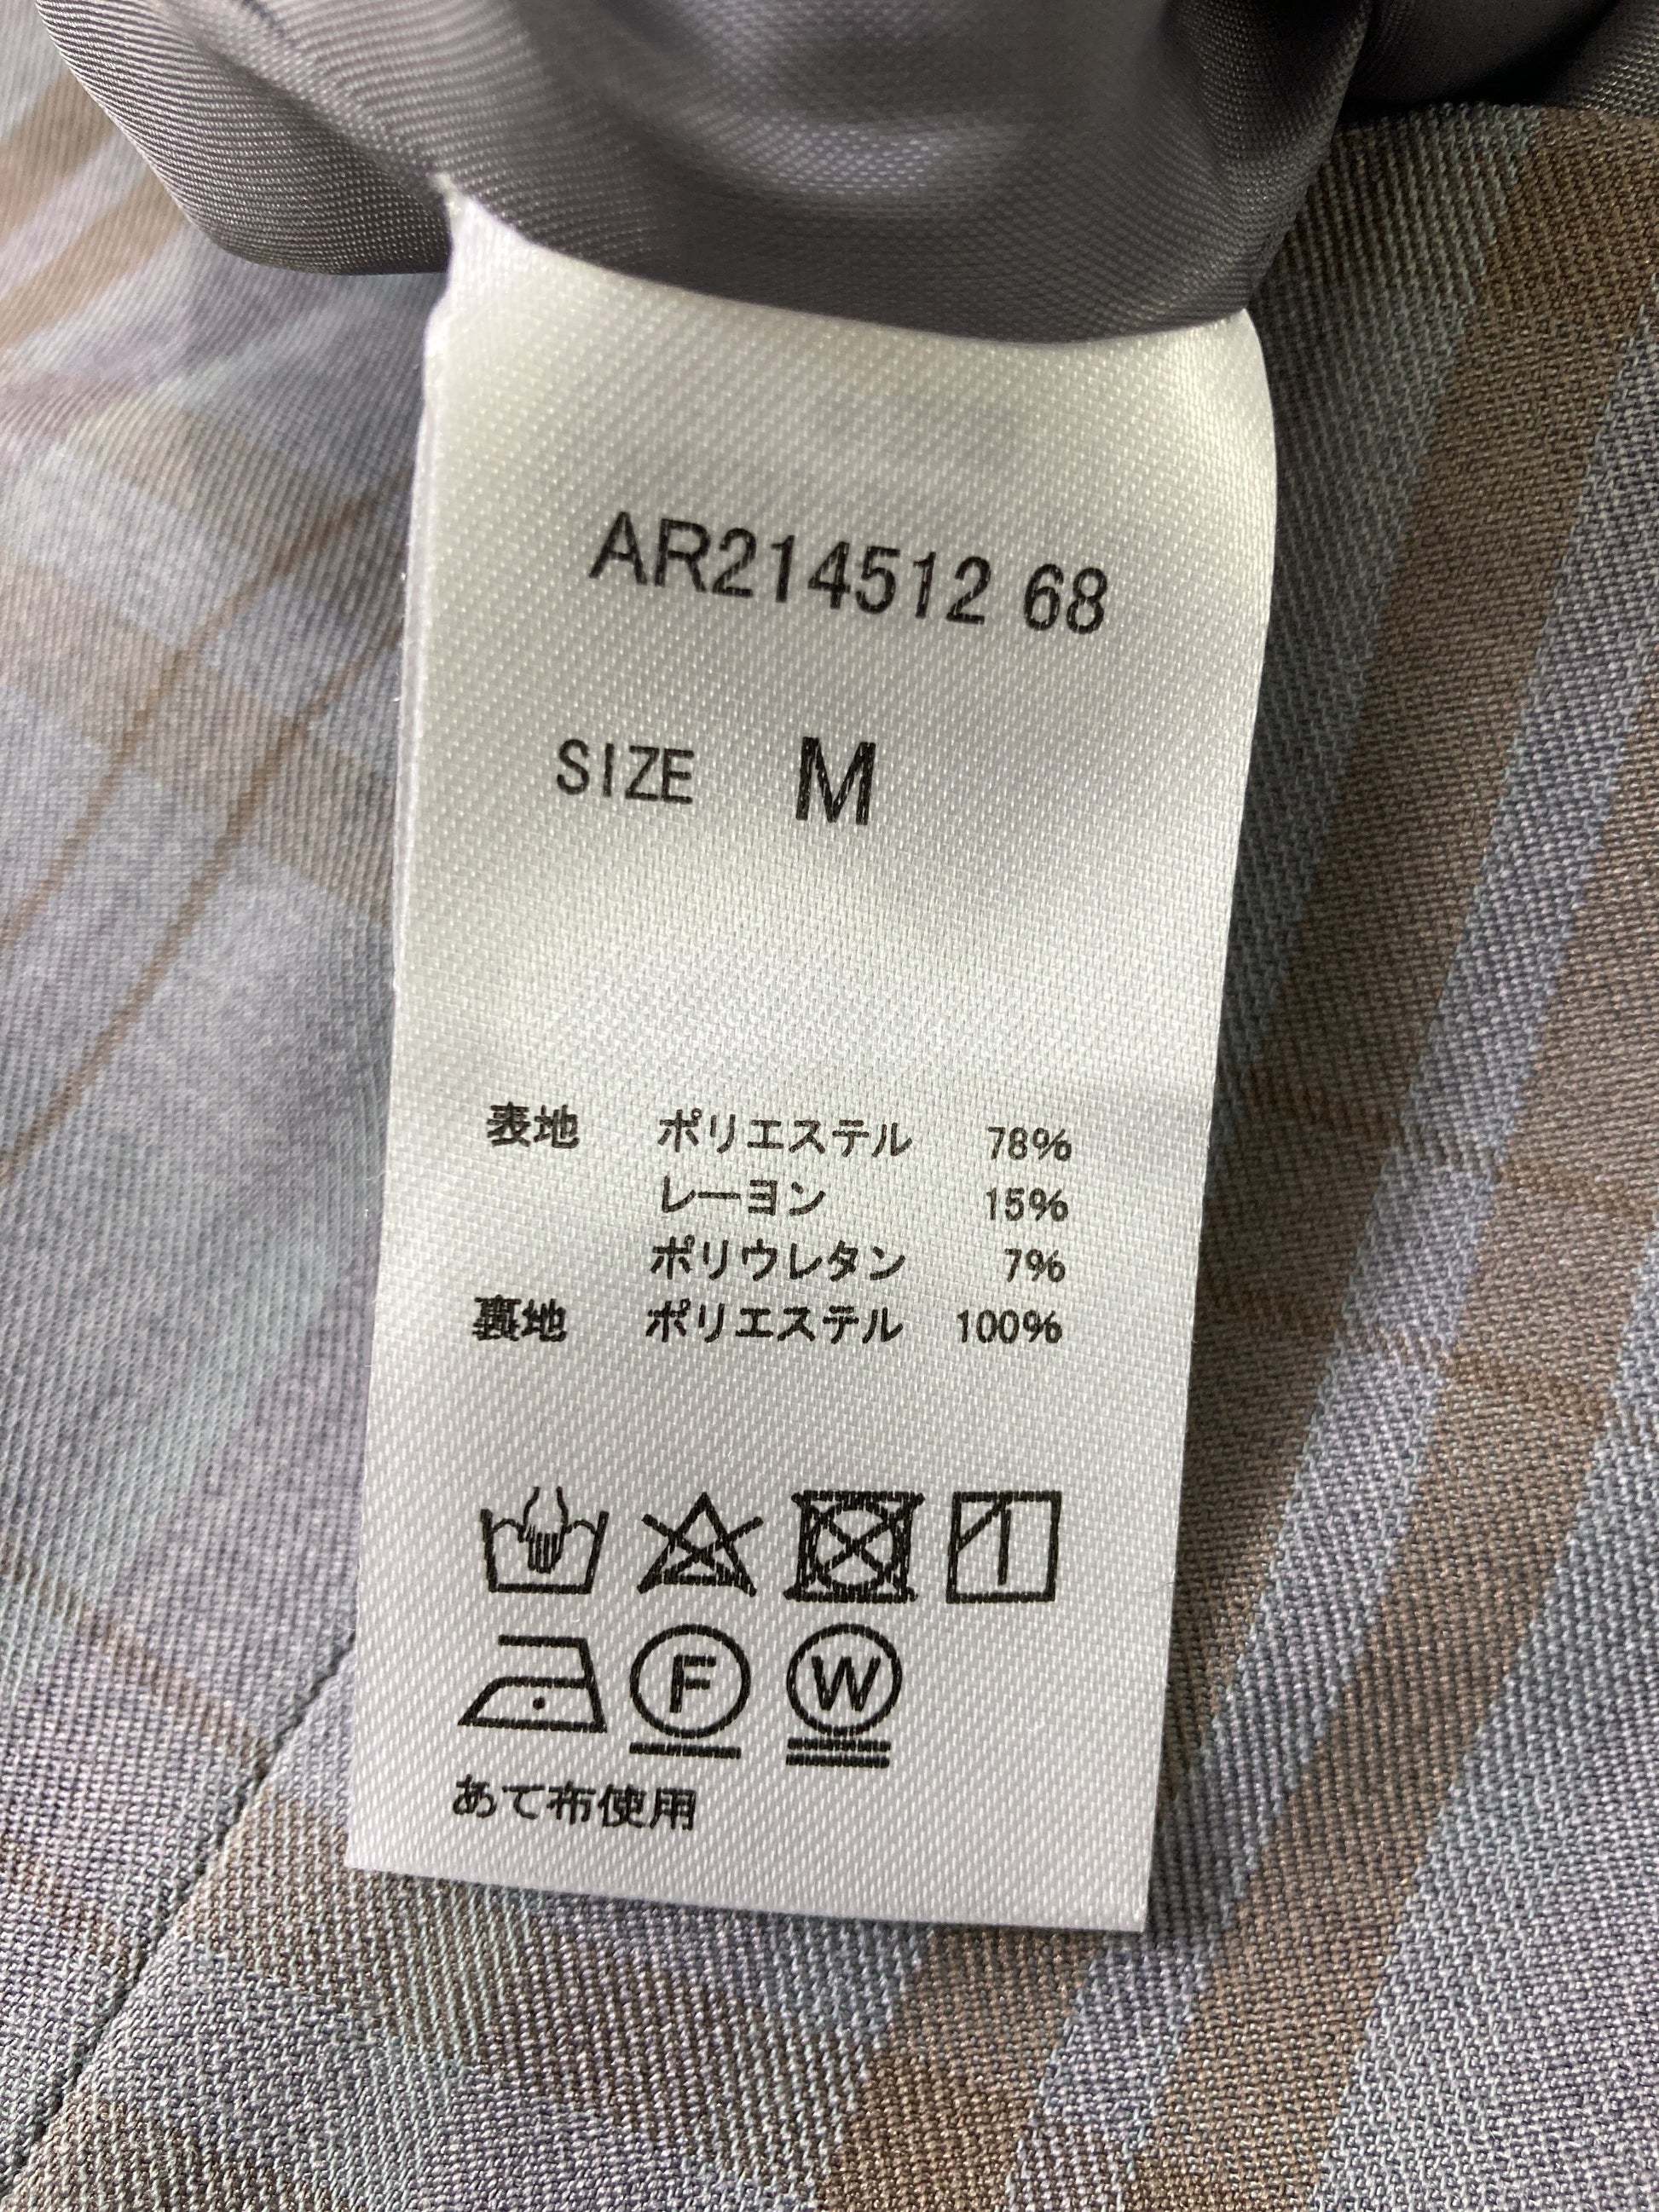 AR214512 68
SIZE M
表地 ポリエステル 78%
レーヨン 15%
ポリウレタン 7%
裏地 ポリエステル 100%
F W
あて布使用